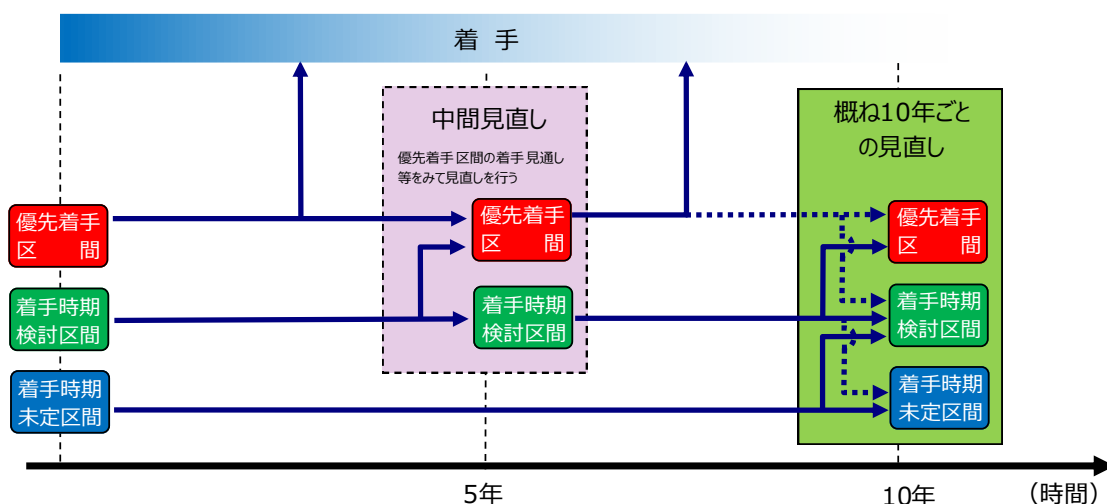 着 手
中間見直し
優先着手区間の着手見通し
等をみて見直しを行う
概ね10年ごと
の見直し
優先着手
区　　間
着手時期
検討区間
着手時期
未定区間
優先着手
区　　間
着手時期
検討区間
優先着手
区　　間
着手時期
検討区間
着手時期
未定区間
5年
10年
（時間）